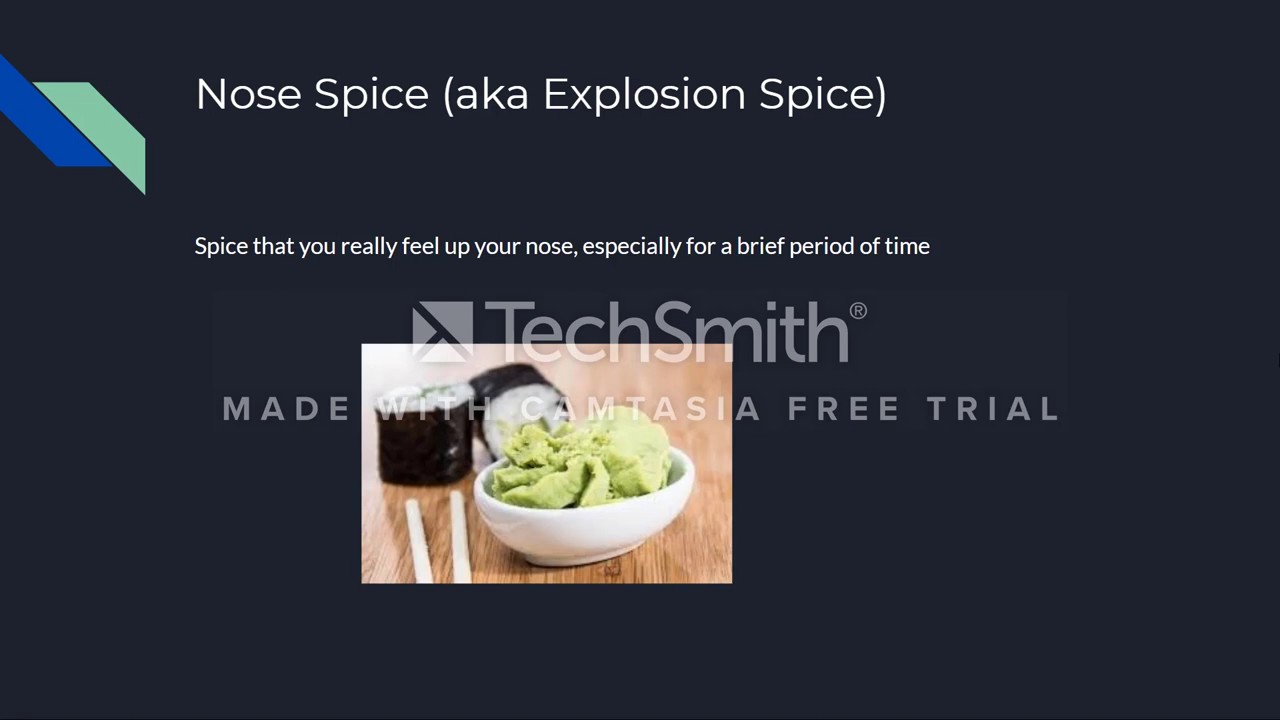 Nose Spice (aka Explosion Spice)
Spice that you really feel up your nose, especially for a brief period of time
TechSmith®
MADE WITH CAMTASIA FREE TRIAL